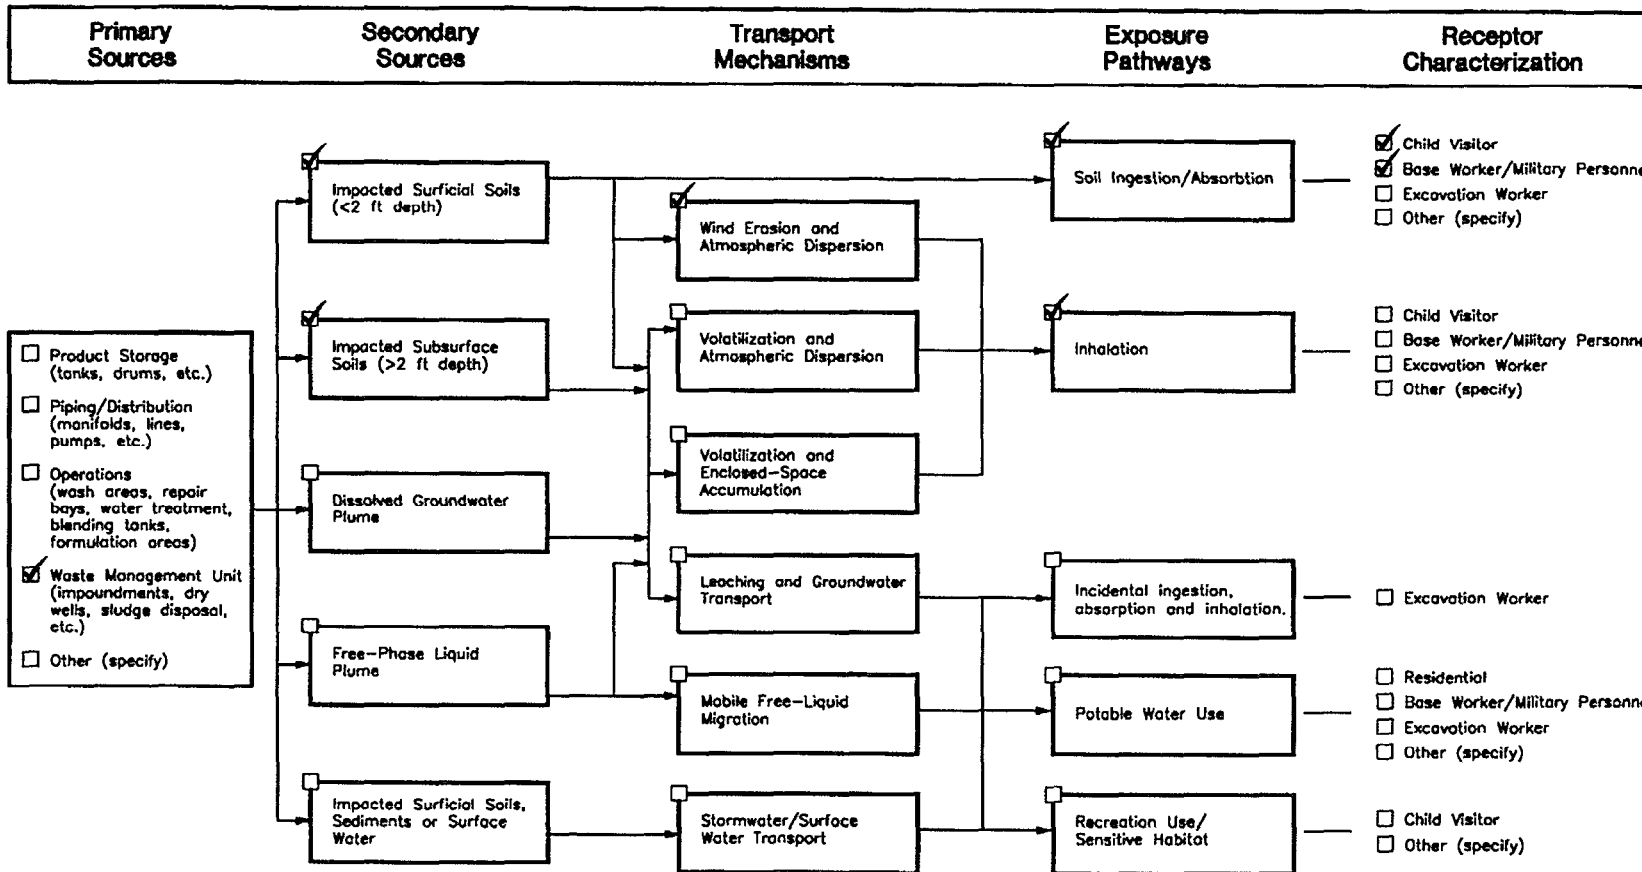 Primary
Sources
Secondary
Sources
Transport
Mechanisms
Exposure
Pathways
Receptor
Characterization
Product Storage
(tanks, drums, etc.)
Piping/Distribution
(manifolds, lines,
pumps, etc.)
Operations
(wash areas, repair
bays, water treatment,
blending tanks,
formulation areas)
Waste Management Unit
(impoundments, dry
wells, sludge disposal,
etc.)
Other (specify)
Impacted Surficial Soils
(<2 ft depth)
Impacted Subsurface
Soils (>2 ft depth)
Dissolved Groundwater
Plume
Free-Phase Liquid
Plume
Impacted Surficial Soils,
Sediments or Surface
Water
Wind Erosion and
Atmospheric Dispersion
Volatilization and
Atmospheric Dispersion
Volatilization and
Enclosed-Space
Accumulation
Leaching and Groundwater
Transport
Mobile Free-Liquid
Migration
Stormwater/Surface
Water Transport
Soil Ingestion/Absorbtion
Inhalation
Incidental ingestion,
absorption and inhalation.
Potable Water Use
Recreation Use/
Sensitive Habitat
Child Visitor
Base Worker/Military Personne
Excavation Worker
Other (specify)
Child Visitor
Base Worker/Military Personne
Excavation Worker
Other (specify)
Excavation Worker
Residential
Base Worker/Military Personne
Excavation Worker
Other (specify)
Child Visitor
Other (specify)